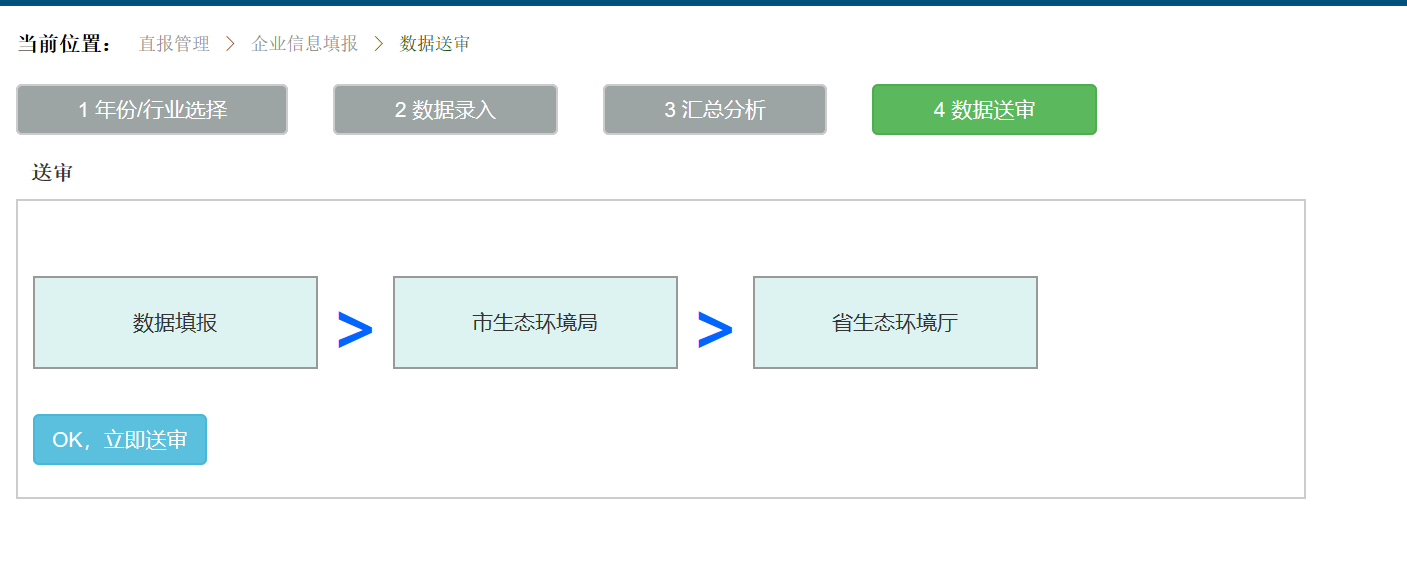 当前位置： 直报管理 > 企业信息填报 > 数据送审
1 年份/行业选择 2 数据录入 3 汇总分析 4 数据送审
送审
数据填报 > 市生态环境局 > 省生态环境厅
OK，立即送审